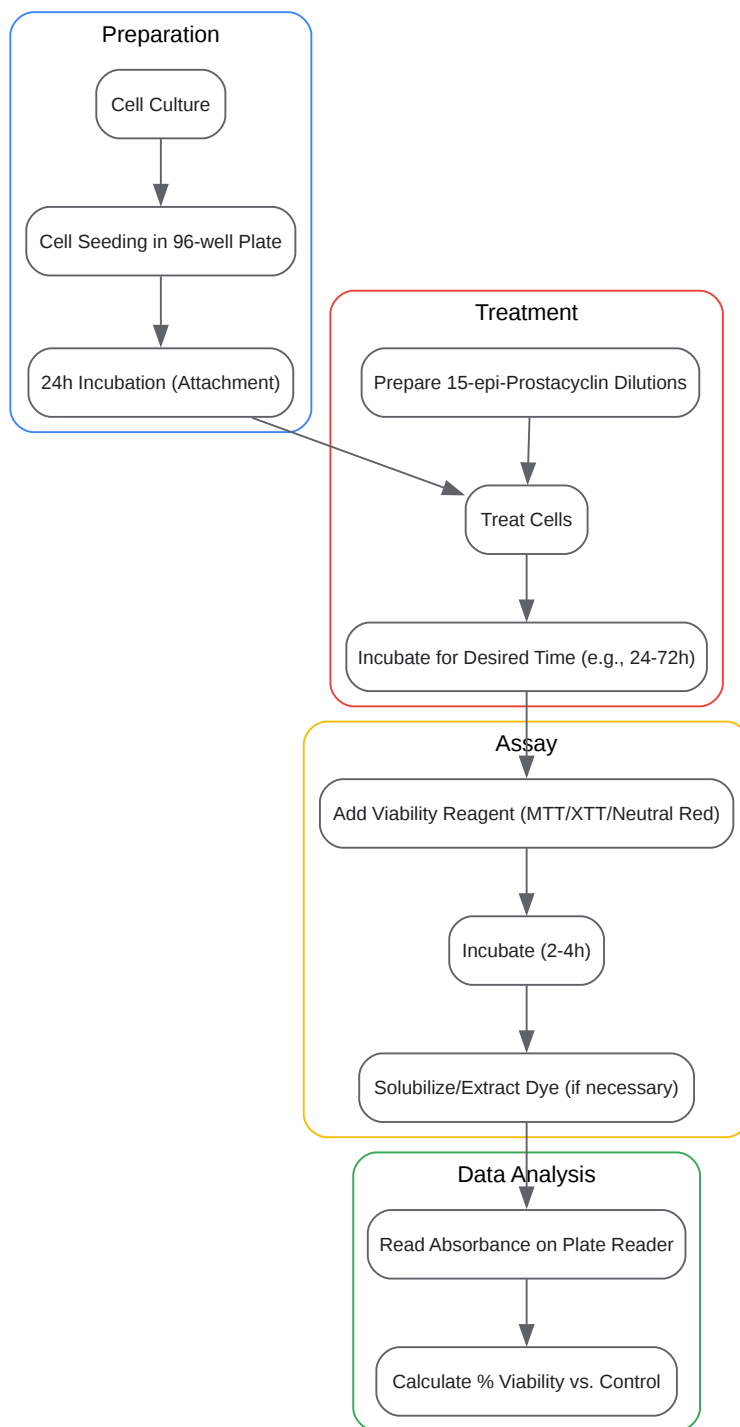 Preparation
Cell Culture
Cell Seeding in 96-well Plate
24h Incubation (Attachment)
Treatment
Prepare 15-epi-Prostacyclin Dilutions
Treat Cells
Incubate for Desired Time (e.g., 24-72h)
Assay
Add Viability Reagent (MTT/XTT/Neutral Red)
Incubate (2-4h)
Solubilize/Extract Dye (if necessary)
Data Analysis
Read Absorbance on Plate Reader
Calculate % Viability vs. Control